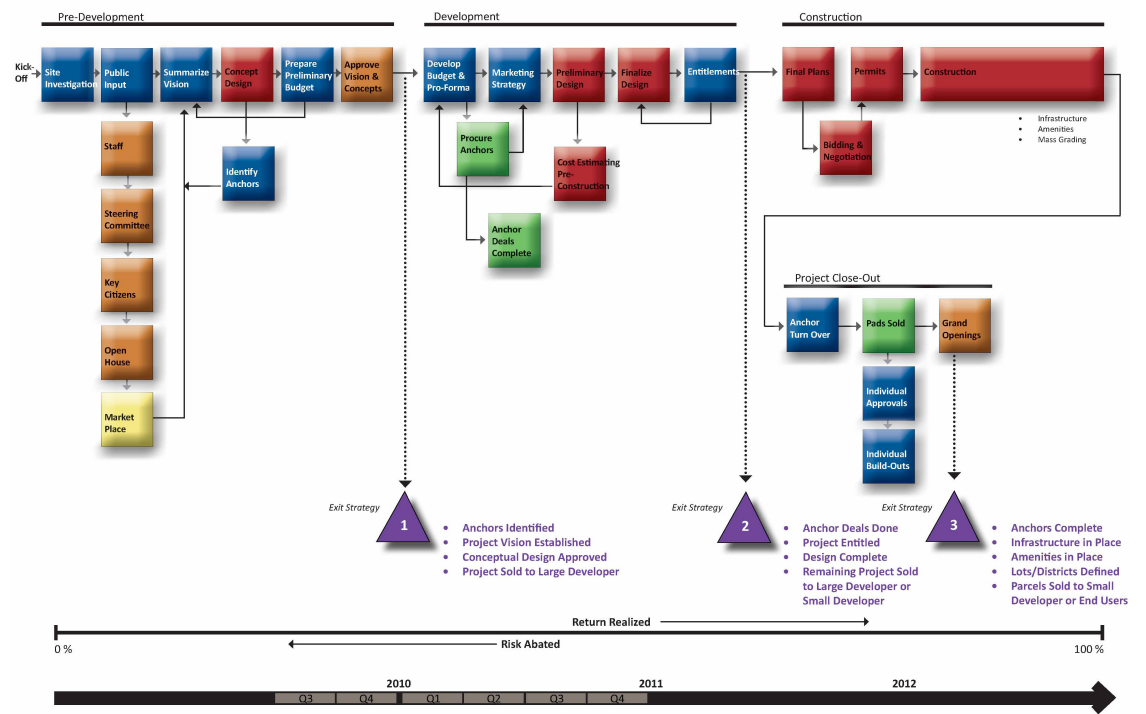 Pre-Development
Development
Construction
Kick-
Off
Site
Investigation
Public
Input
Summarize
Vision
Concept
Design
Prepare
Preliminary
Budget
Approve
Vision &
Concepts
Develop
Budget &
Pro-Forma
Marketing
Strategy
Preliminary
Design
Finalize
Design
Entitlements
Final Plans
Permits
Construction
• Infrastructure
• Amenities
• Mass Grading
Staff
Identify
Anchors
Procure
Anchors
Cost Estimating
Pre-
Construction
Bidding &
Negotiation
Steering
Committee
Anchor
Deals
Complete
Key
Citizens
Open
House
Market
Place
Project Close-Out
Anchor
Turn Over
Pads Sold
Grand
Openings
Individual
Approvals
Individual
Build-Outs
Exit Strategy
1
• Anchors Identified
• Project Vision Established
• Conceptual Design Approved
• Project Sold to Large Developer
Exit Strategy
2
• Anchor Deals Done
• Project Entitled
• Design Complete
• Remaining Project Sold
to Large Developer or
Small Developer
Exit Strategy
3
• Anchors Complete
• Infrastructure in Place
• Amenities in Place
• Lots/Districts Defined
• Parcels Sold to Small
Developer or End Users
Return Realized
0 %
Risk Abated
100 %
2010
2011
2012
Q3
Q4
Q1
Q2
Q3
Q4